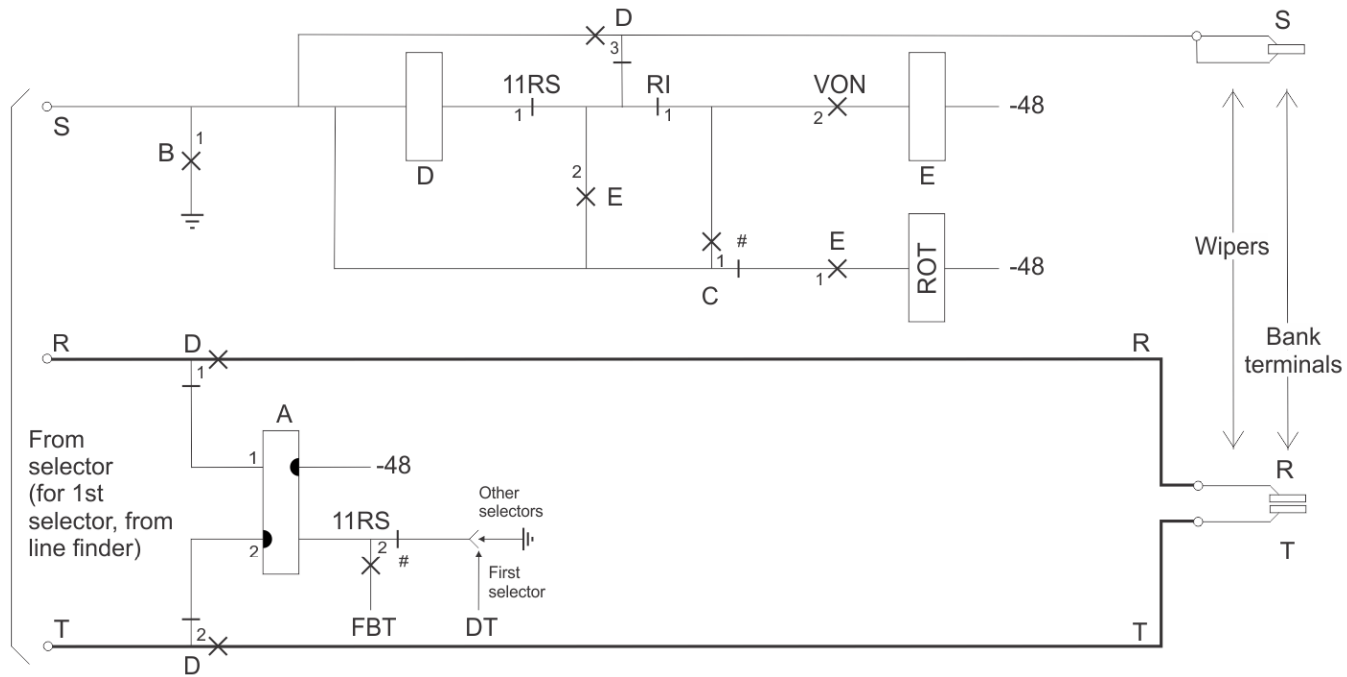 D
S
3
11RS
RI
VON
-48
S
1
1
2
B
1
D
E
2
E
Wipers
#
E
-48
1
1
ROT
C
R
D
R
Bank
terminals
1
A
From
selector
(for 1st
selector, from
line finder)
1
-48
R
Other
selectors
11RS
2
2
#
T
First
selector
T
FBT
DT
T
2
D